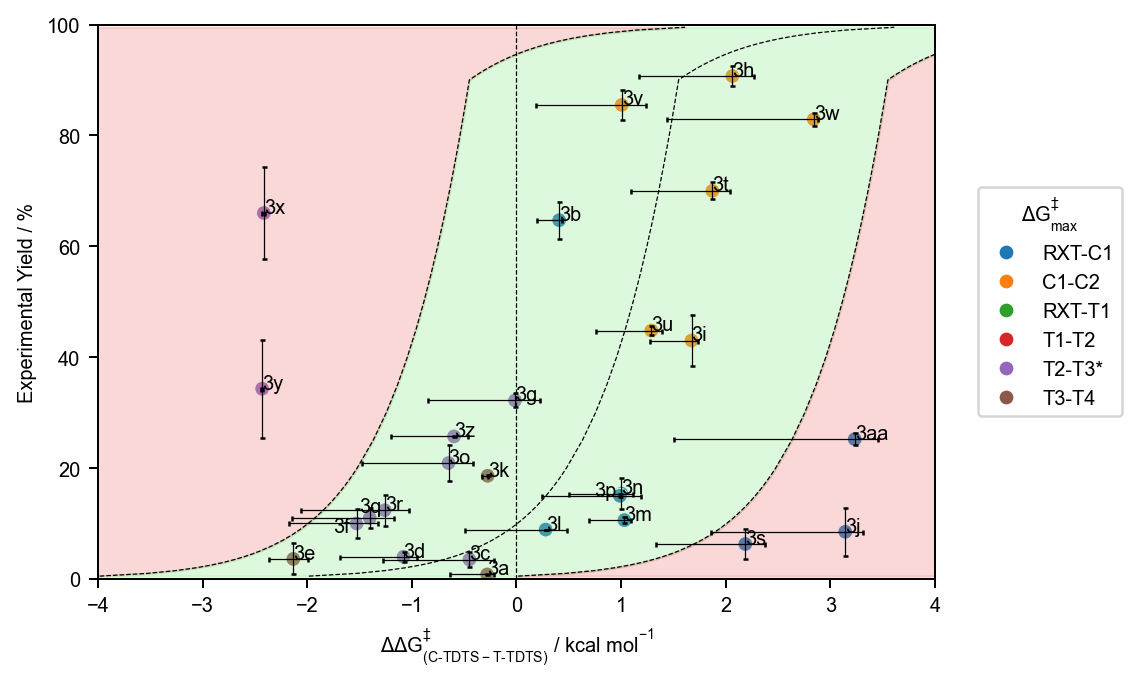 100
80
60
40
20
0
Experimental Yield / %
3h
3v
3w
3t
3x
3b
3u
3i
3y
3g
3z
3aa
3o
3k
3p
3n
3q
3r
3f
3m
3l
3j
3s
3d
3e
3c
3a
−4 −3 −2 −1 0 1 2 3 4
ΔΔG‡(C-TDTS − T-TDTS) / kcal mol−1
ΔG‡max
RXT-C1
C1-C2
RXT-T1
T1-T2
T2-T3*
T3-T4